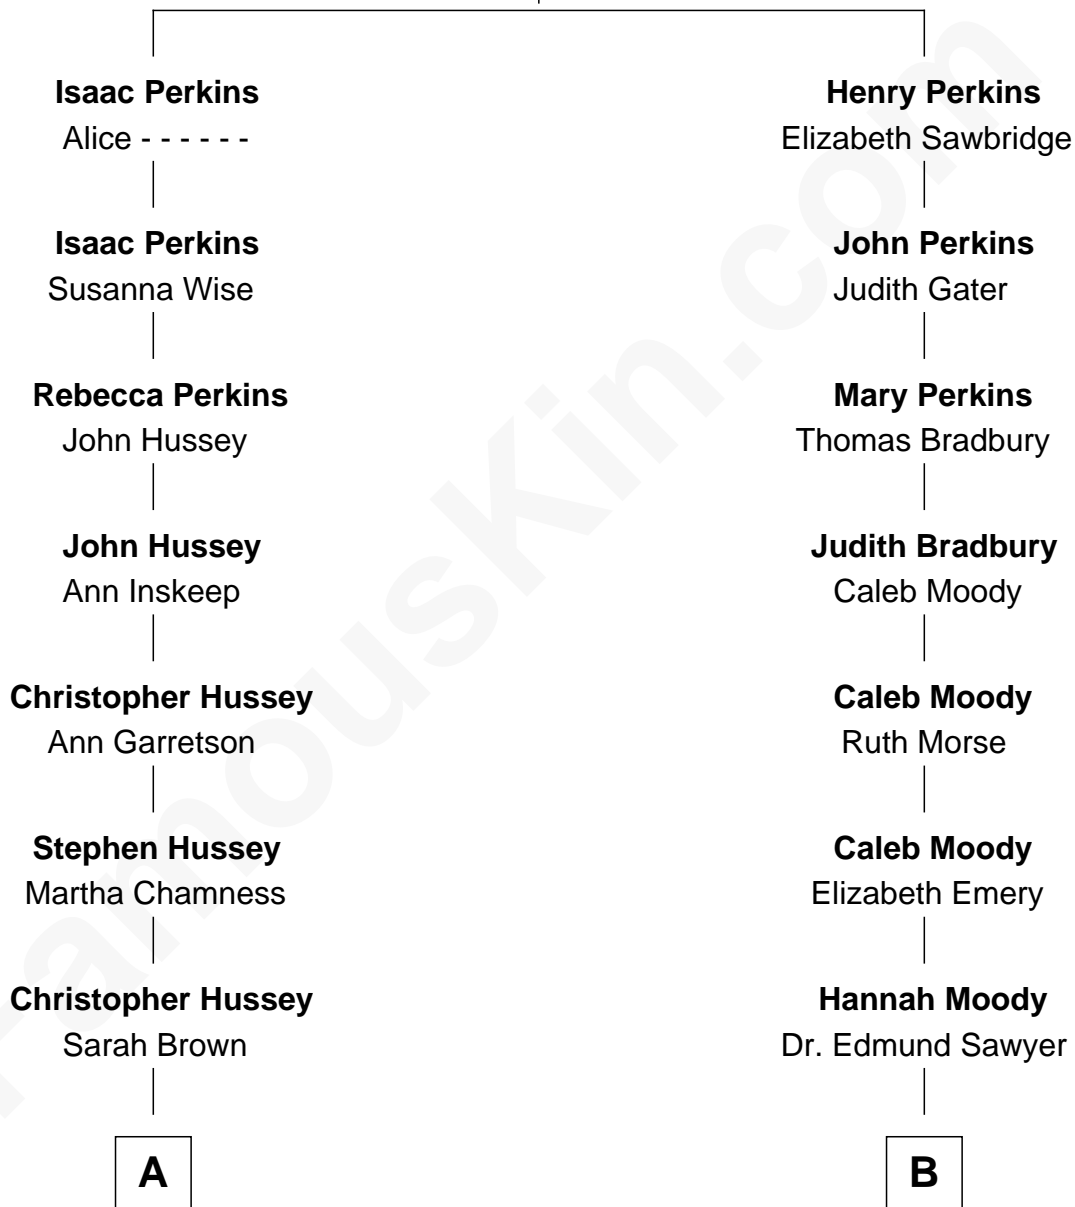 Isaac Perkins
Alice - - - - - -
Isaac Perkins
Susanna Wise
Rebecca Perkins
John Hussey
John Hussey
Ann Inskeep
Christopher Hussey
Ann Garretson
Stephen Hussey
Martha Chamness
Christopher Hussey
Sarah Brown
A
Henry Perkins
Elizabeth Sawbridge
John Perkins
Judith Gater
Mary Perkins
Thomas Bradbury
Judith Bradbury
Caleb Moody
Caleb Moody
Ruth Morse
Caleb Moody
Elizabeth Emery
Hannah Moody
Dr. Edmund Sawyer
B
FamousKin.com